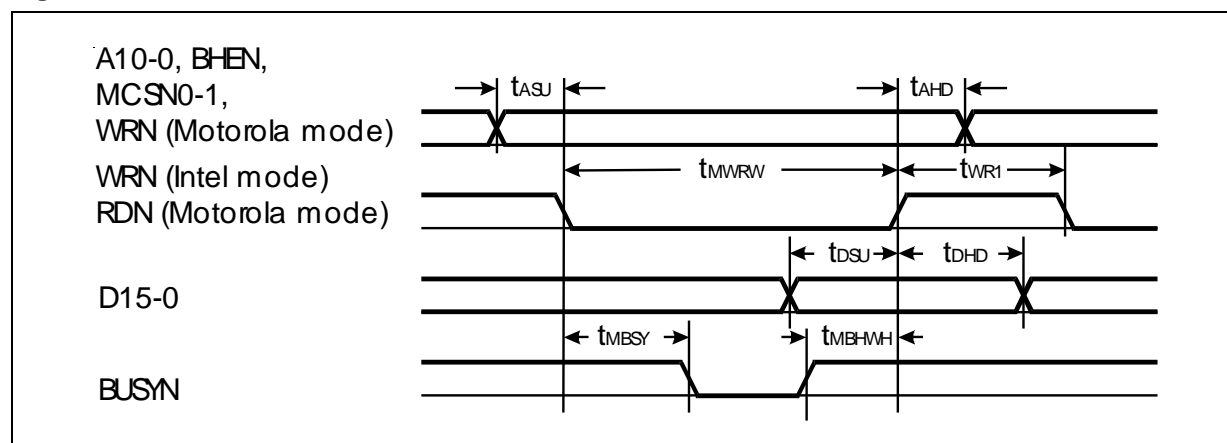 A10-0, BHEN,
MCSN0-1,
WRN (Motorola mode)
tASU
tAHD
WRN (Intel mode)
RDN (Motorola mode)
tMWRW
tWR1
D15-0
tDSU
tDHD
BUSYN
tMBSY
tMBHWH